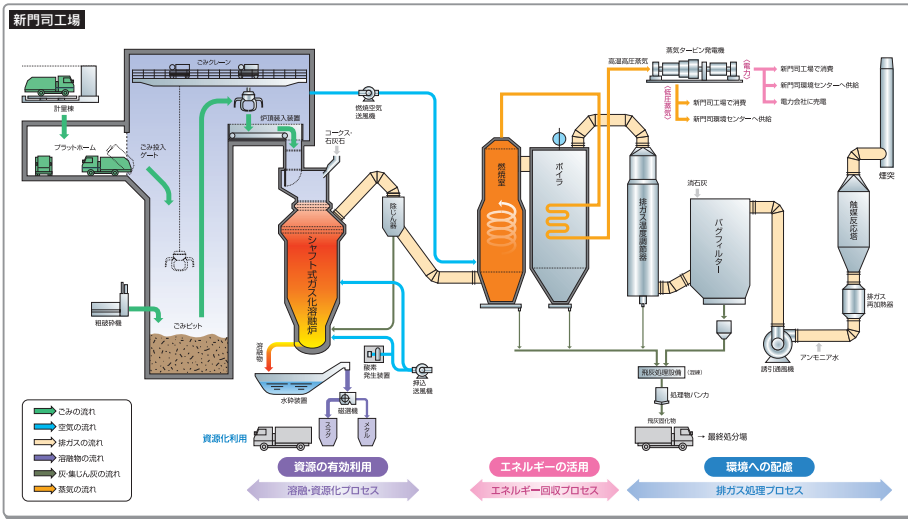 新門司工場
ごみクレーン
計量棟
プラットホーム
ごみ投入
ゲート
炉頂装入装置
コークス・
石灰石
燃焼空気
送風機
粗破砕機
ごみピット
シャフト式ガス化溶融炉
除じん器
溶融物
水砕装置
酸素
発生装置
押込
送風機
磁選機
スラグ
メタル
資源化利用
燃焼室
ボイラ
高温高圧蒸気
蒸気タービン発電機
〈電力〉
新門司工場で消費
新門司環境センターへ供給
電力会社に売電
〈低圧蒸気〉
新門司工場で消費
新門司環境センターへ供給
排ガス温度調節器
消石灰
バグフィルター
煙突
触媒反応塔
排ガス
再加熱器
アンモニア水
誘引通風機
飛灰処理設備
(混練)
処理物バンカ
飛灰固化物
→ 最終処分場
ごみの流れ
空気の流れ
排ガスの流れ
溶融物の流れ
灰・集じん灰の流れ
蒸気の流れ
資源の有効利用
溶融・資源化プロセス
エネルギーの活用
エネルギー回収プロセス
環境への配慮
排ガス処理プロセス